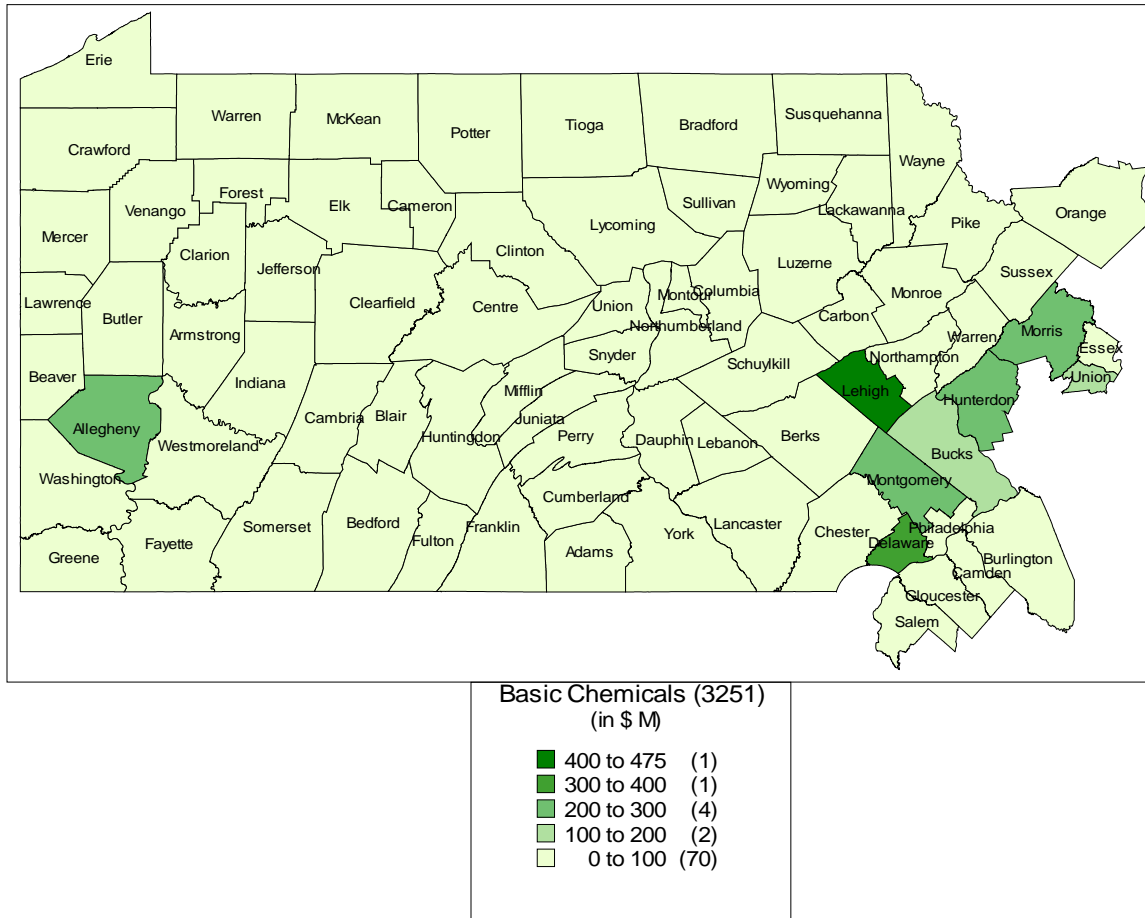 Erie
Warren
McKean
Potter
Tioga
Bradford
Susquehanna
Crawford
Wayne
Forest
Elk
Cameron
Wyoming
Lackawanna
Sullivan
Venango
Orange
Mercer
Lycoming
Pike
Clarion
Clinton
Jefferson
Luzerne
Sussex
Lawrence
Butler
Clearfield
Centre
Union
Montour
Columbia
Monroe
Carbon
Armstrong
Northumberland
Warren
Morris
Snyder
Schuylkill
Northampton
Essex
Beaver
Indiana
Mifflin
Lehigh
Union
Hunterdon
Cambria
Blair
Juniata
Allegheny
Westmoreland
Huntingdon
Perry
Dauphin
Lebanon
Berks
Bucks
Washington
Montgomery
Cumberland
Somerset
Bedford
Franklin
Lancaster
Philadelphia
York
Chester
Delaware
Fayette
Fulton
Greene
Adams
Burlington
Camden
Gloucester
Salem
Basic Chemicals (3251)
(in $ M)
400 to 475 (1)
300 to 400 (1)
200 to 300 (4)
100 to 200 (2)
0 to 100 (70)